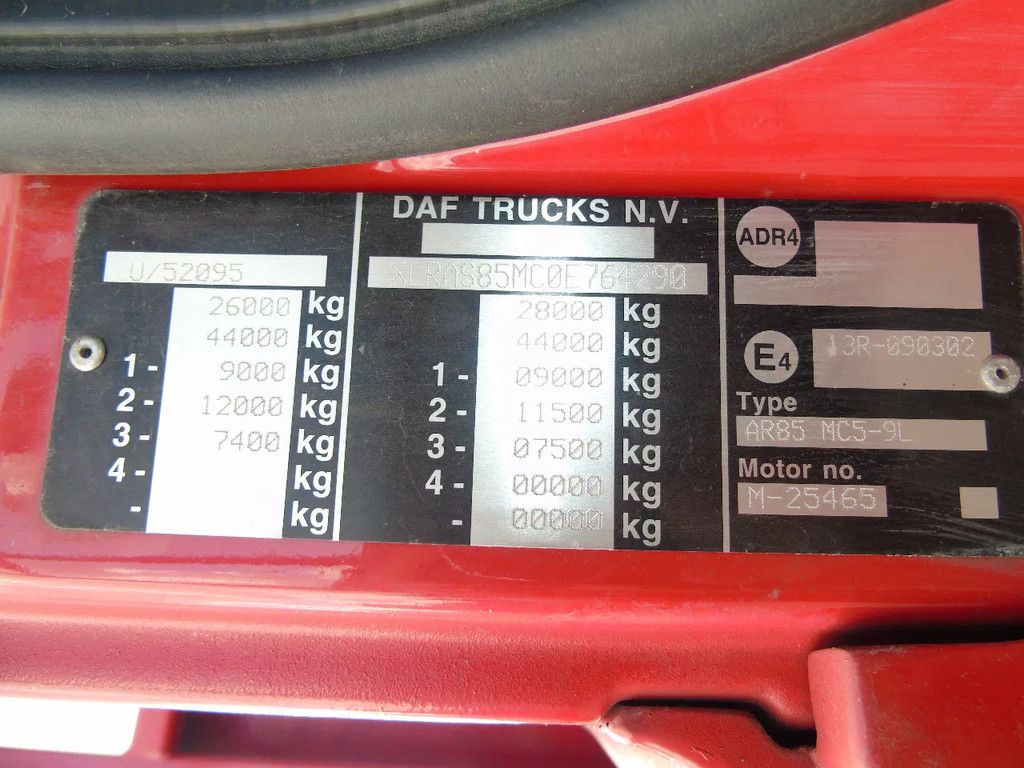 U/52095
26000 kg
44000 kg
1- 9000 kg
2- 12000 kg
3- 7400 kg
4- kg
- kg
DAF TRUCKS N.V.
XLRAS85MC0E764290
28000 kg
44000 kg
1- 09000 kg
2- 11500 kg
3- 07500 kg
4- 00000 kg
- 00000 kg
ADR4
E4 13R-090302
Type
AR85 MC5-9L
Motor no.
M-25465